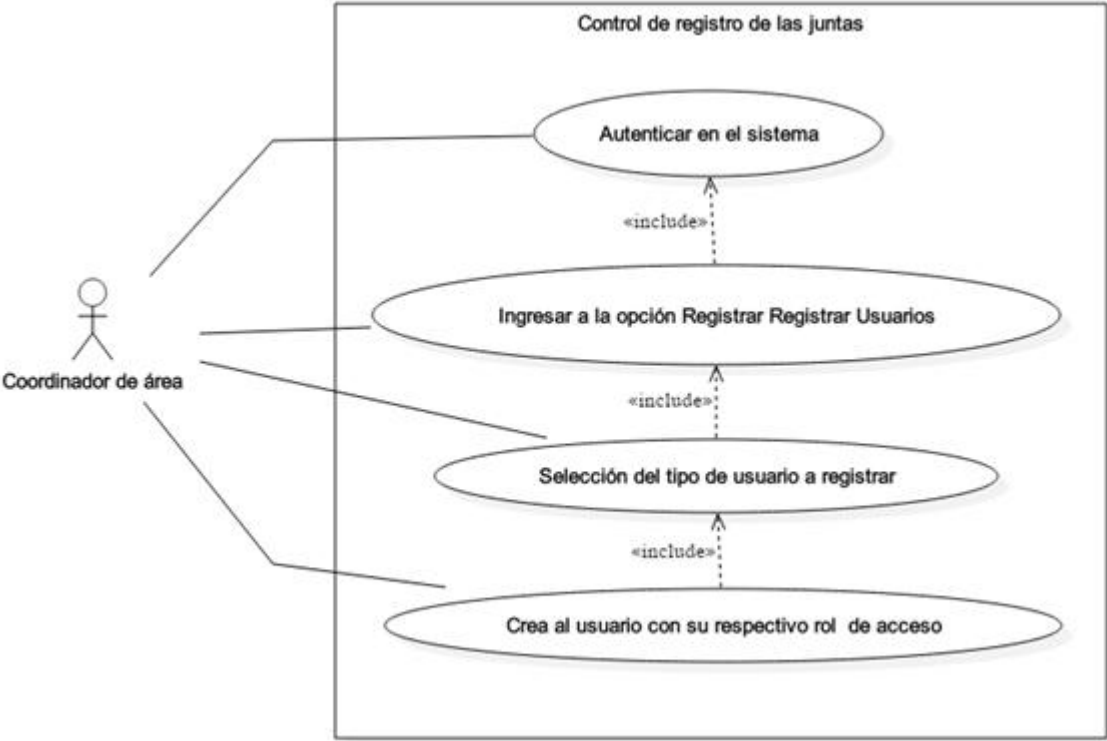 Control de registro de las juntas
Autenticar en el sistema
«include»
Ingresar a la opción Registrar Registrar Usuarios
Coordinador de área
«include»
Selección del tipo de usuario a registrar
«include»
Crea al usuario con su respectivo rol de acceso